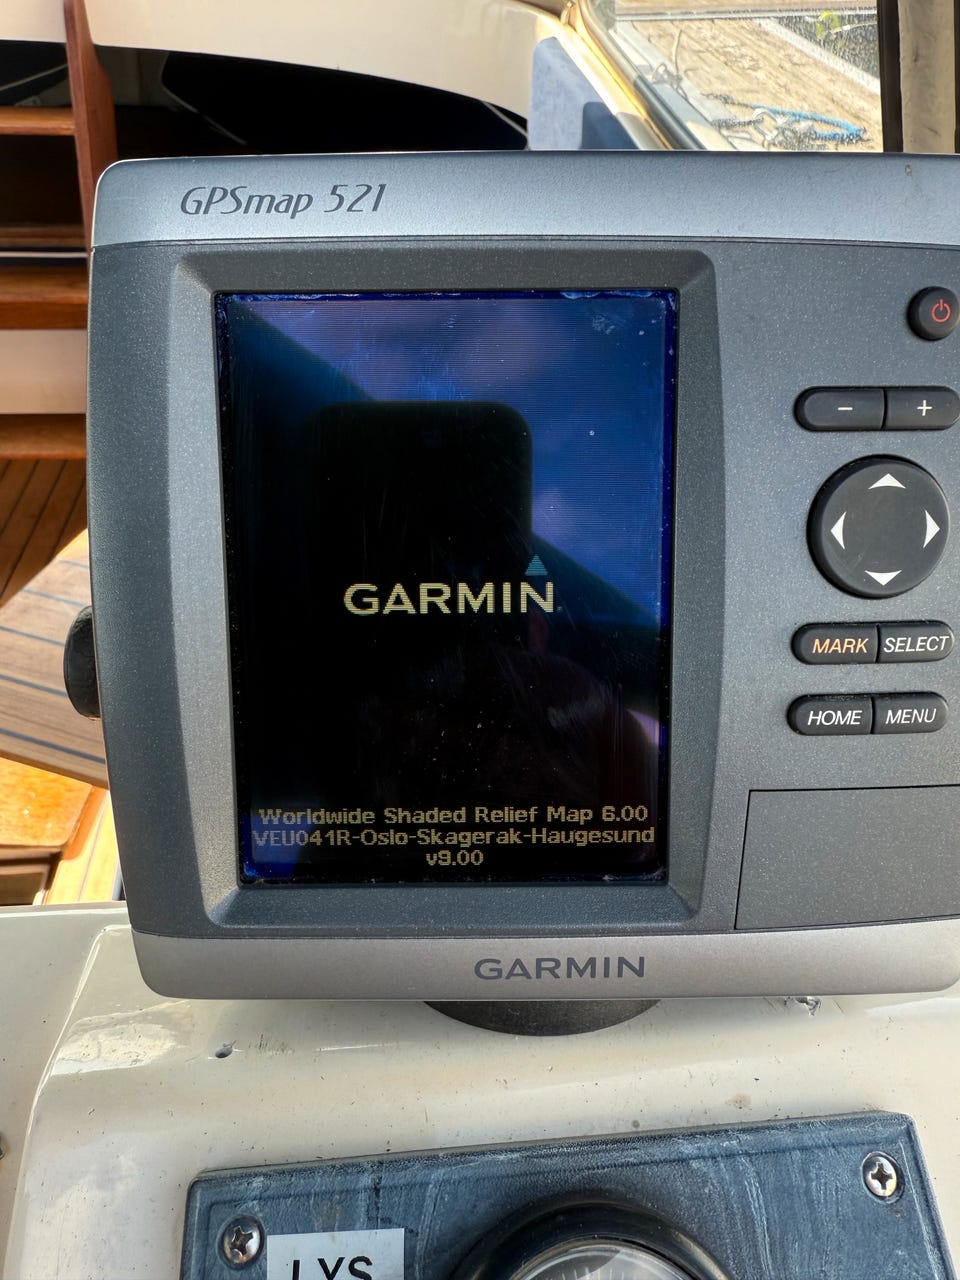 GPSmap 521
GARMIN
Worldwide Shaded Relief Map 6.00
VEU041R-Oslo-Skagerak-Haugesund
v9.00
- +
MARK SELECT
HOME MENU
GARMIN
LYS